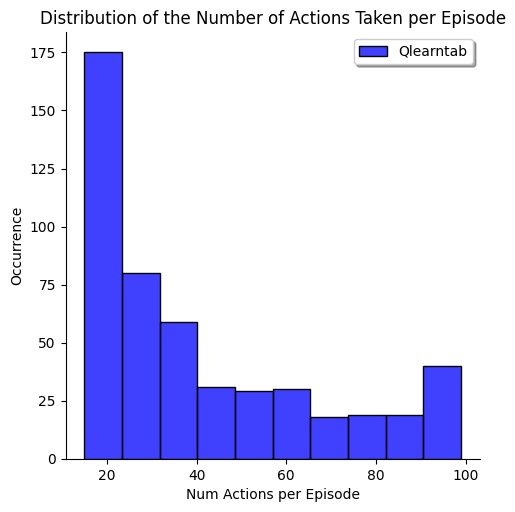 Distribution of the Number of Actions Taken per Episode
Qlearntab
175
150
125
100
75
50
25
0
Occurrence
20 40 60 80 100
Num Actions per Episode